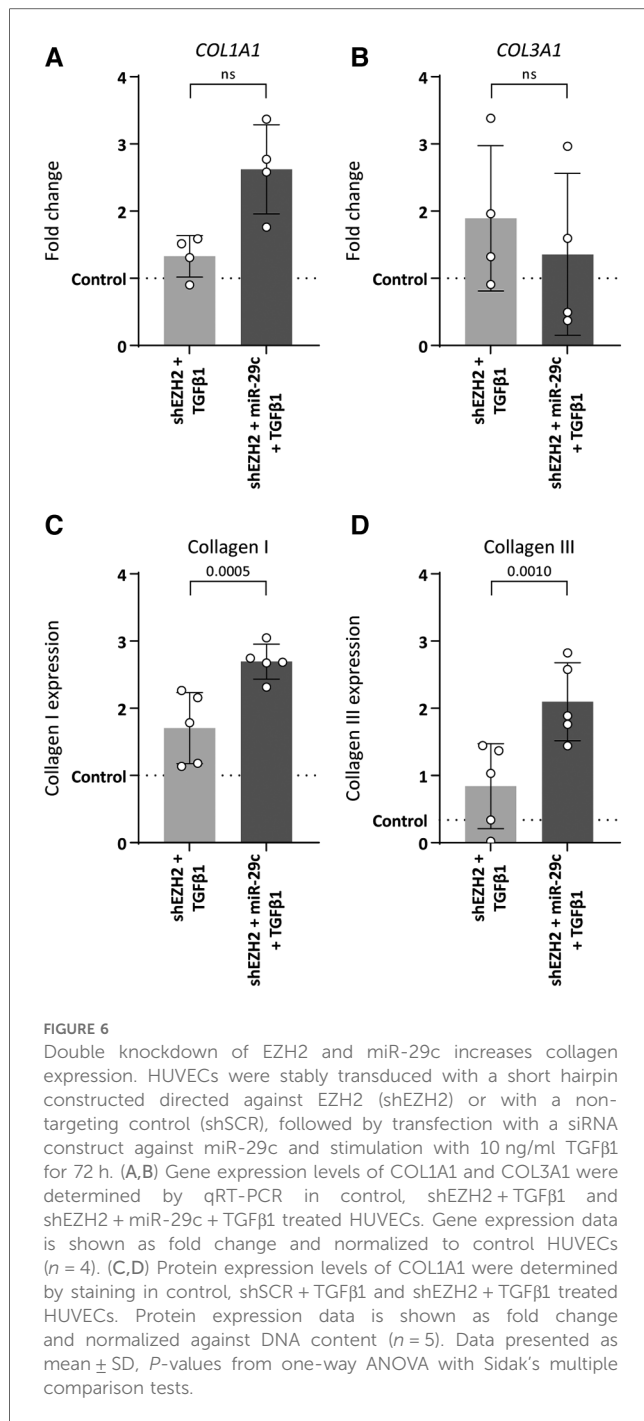 A
COL1A1
ns
4
3
2
Control
0
Fold change
shEZH2 +
TGFβ1
shEZH2 + miR-29c
+ TGFβ1
B
COL3A1
ns
4
3
2
Control
0
Fold change
shEZH2 +
TGFβ1
shEZH2 + miR-29c
+ TGFβ1
C
Collagen I
0.0005
4
3
2
Control
0
Collagen I expression
shEZH2 +
TGFβ1
shEZH2 + miR-29c
+ TGFβ1
D
Collagen III
0.0010
4
3
2
1
Control
0
Collagen III expression
shEZH2 +
TGFβ1
shEZH2 + miR-29c
+ TGFβ1
FIGURE 6
Double knockdown of EZH2 and miR-29c increases collagen
expression. HUVECs were stably transduced with a short hairpin
constructed directed against EZH2 (shEZH2) or with a non-
targeting control (shSCR), followed by transfection with a siRNA
construct against miR-29c and stimulation with 10 ng/ml TGFβ1
for 72 h. (A,B) Gene expression levels of COL1A1 and COL3A1 were
determined by qRT-PCR in control, shEZH2 + TGFβ1 and
shEZH2 + miR-29c + TGFβ1 treated HUVECs. Gene expression data
is shown as fold change and normalized to control HUVECs
(n = 4). (C,D) Protein expression levels of COL1A1 were determined
by staining in control, shSCR + TGFβ1 and shEZH2 + TGFβ1 treated
HUVECs. Protein expression data is shown as fold change
and normalized against DNA content (n = 5). Data presented as
mean ± SD, P-values from one-way ANOVA with Sidak's multiple
comparison tests.